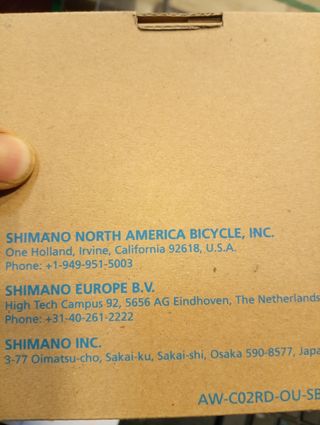 SHIMANO NORTH AMERICA BICYCLE, INC.
One Holland, Irvine, California 92618, U.S.A.
Phone: +1-949-951-5003
SHIMANO EUROPE B.V.
High Tech Campus 92, 5656 AG Eindhoven, The Netherlands
Phone: +31-40-261-2222
SHIMANO INC.
3-77 Oimatsu-cho, Sakai-ku, Sakai-shi, Osaka 590-8577, Japa
AW-C02RD-OU-SB